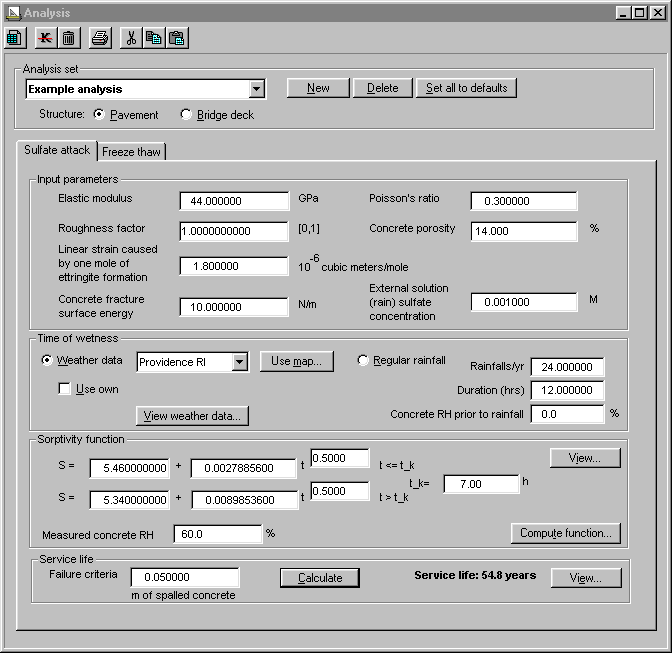 Analysis
Analysis set
Example analysis
New
Delete
Set all to defaults
Structure:
Pavement
Bridge deck
Sulfate attack
Freeze thaw
Input parameters
Elastic modulus 44.000000 GPa
Poisson's ratio 0.300000
Roughness factor 1.0000000000 [0,1]
Concrete porosity 14.000 %
Linear strain caused
by one mole of
ettringite formation
1.800000 10-6 cubic meters/mole
Concrete fracture
surface energy
10.000000 N/m
External solution
(rain) sulfate
concentration
0.001000 M
Time of wetness
Weather data
Providence RI
Use map...
Regular rainfall
Use own
View weather data...
Rainfalls/yr 24.000000
Duration (hrs) 12.000000
Concrete RH prior to rainfall 0.0 %
Sorptivity function
S = 5.460000000 + 0.0027885600 t 0.5000 t <= t_k
View...
S = 5.340000000 + 0.0089853600 t 0.5000 t > t_k
t_k= 7.00 h
Measured concrete RH 60.0 %
Compute function...
Service life
Failure criteria 0.050000
m of spalled concrete
Calculate
Service life: 54.8 years
View...